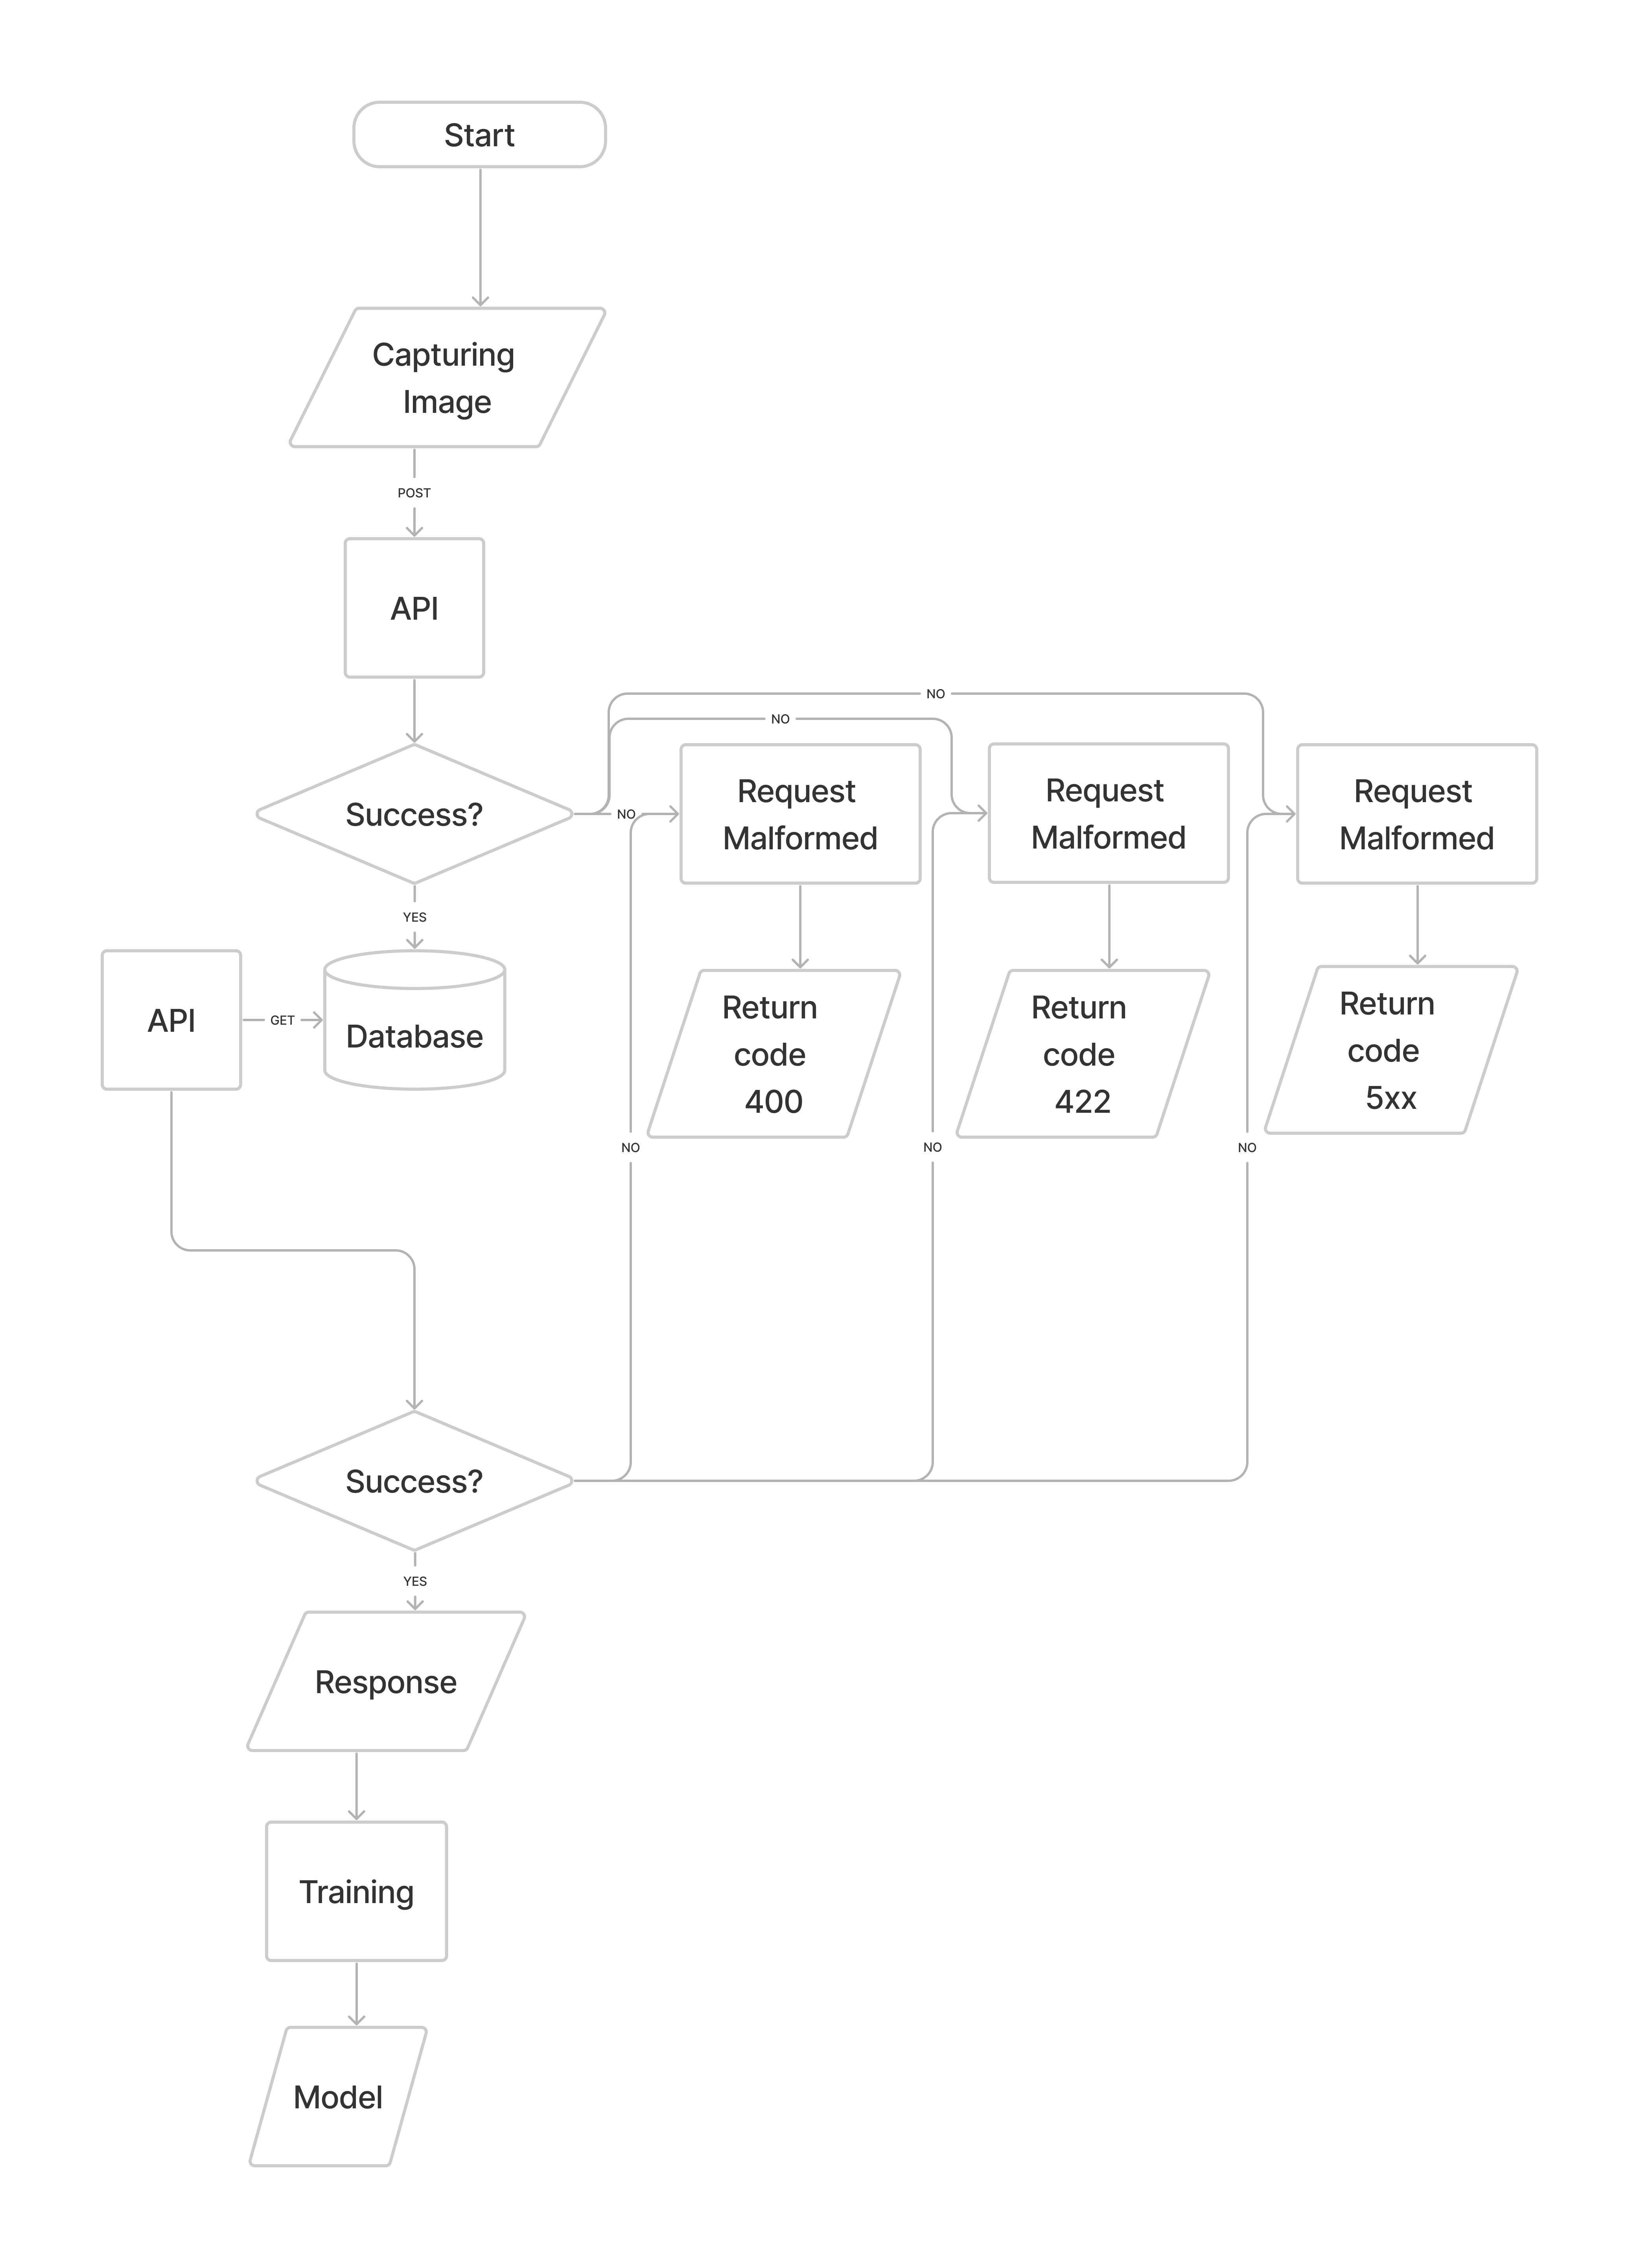 Start
Capturing
Image
POST
API
NO
NO
Success?
NO
Request
Malformed
Request
Malformed
Request
Malformed
YES
API
GET
Database
Return
code
400
Return
code
422
Return
code
5xx
NO
NO
NO
Success?
YES
Response
Training
Model